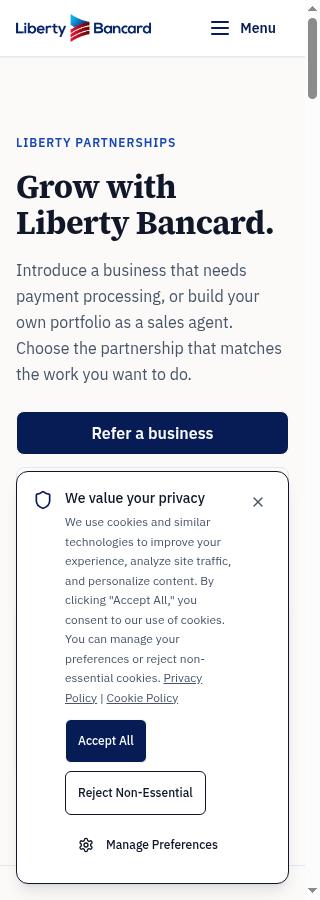 Liberty Bancard
Menu
LIBERTY PARTNERSHIPS
Grow with
Liberty Bancard.
Introduce a business that needs
payment processing, or build your
own portfolio as a sales agent.
Choose the partnership that matches
the work you want to do.
Refer a business
We value your privacy
We use cookies and similar
technologies to improve your
experience, analyze site traffic,
and personalize content. By
clicking "Accept All," you
consent to our use of cookies.
You can manage your
preferences or reject non-
essential cookies. Privacy
Policy | Cookie Policy
Accept All
Reject Non-Essential
Manage Preferences